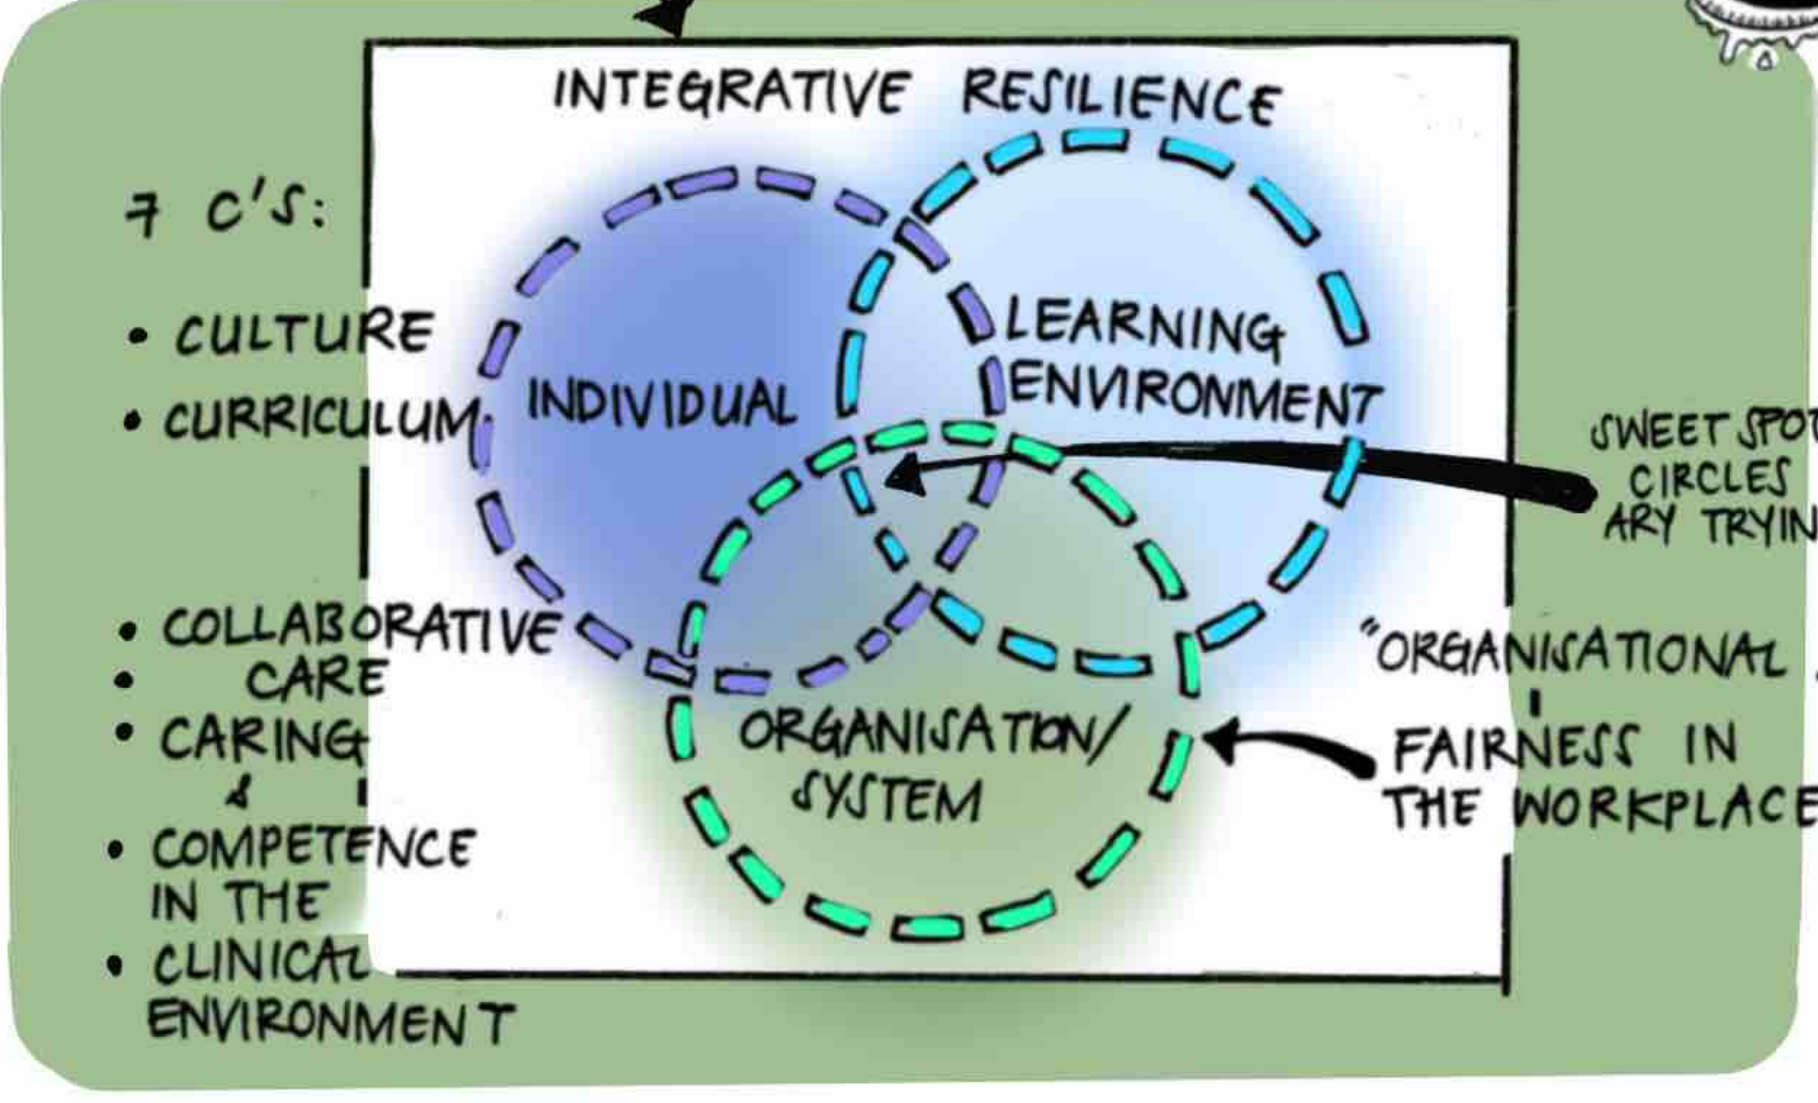 INTEGRATIVE RESILIENCE
7 C'S:
• CULTURE
• CURRICULUM
• COLLABORATIVE
• CARE
• CARING
&
• COMPETENCE
IN THE
• CLINICAL
ENVIRONMENT
INDIVIDUAL
LEARNING
ENVIRONMENT
ORGANISATION/
SYSTEM
SWEET SPOT
CIRCLES
ARY TRYIN
"ORGANISATIONAL
FAIRNESS IN
THE WORKPLACE